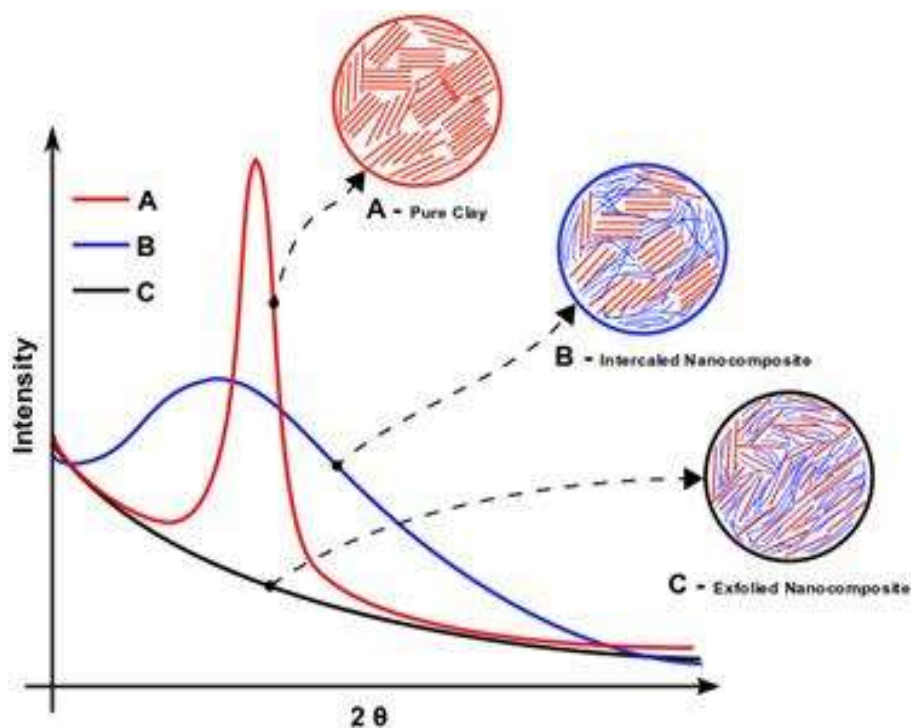 A
B
C
A - Pure Clay
B - Intercaled Nanocomposite
C - Exfolied Nanocomposite
Intensity
2 θ